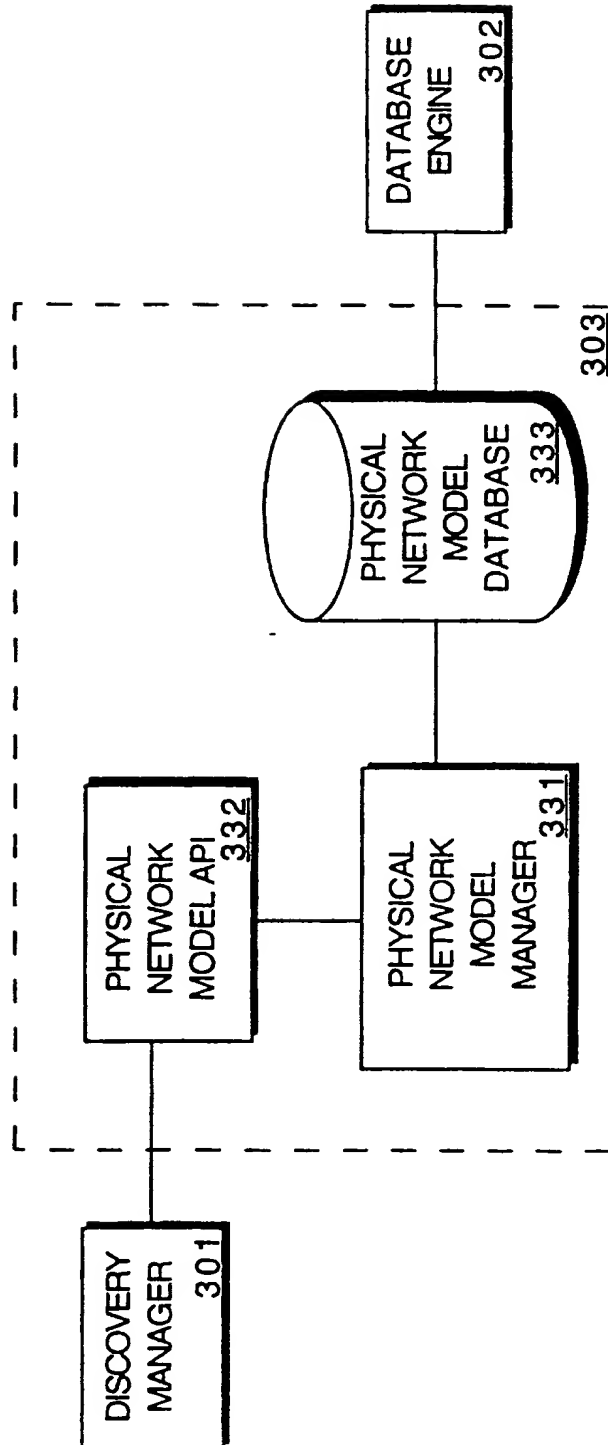 DISCOVERY
MANAGER
301
PHYSICAL
NETWORK
MODEL API
332
PHYSICAL
NETWORK
MODEL
MANAGER
331
PHYSICAL
NETWORK
MODEL
DATABASE
333
303
DATABASE
ENGINE
302